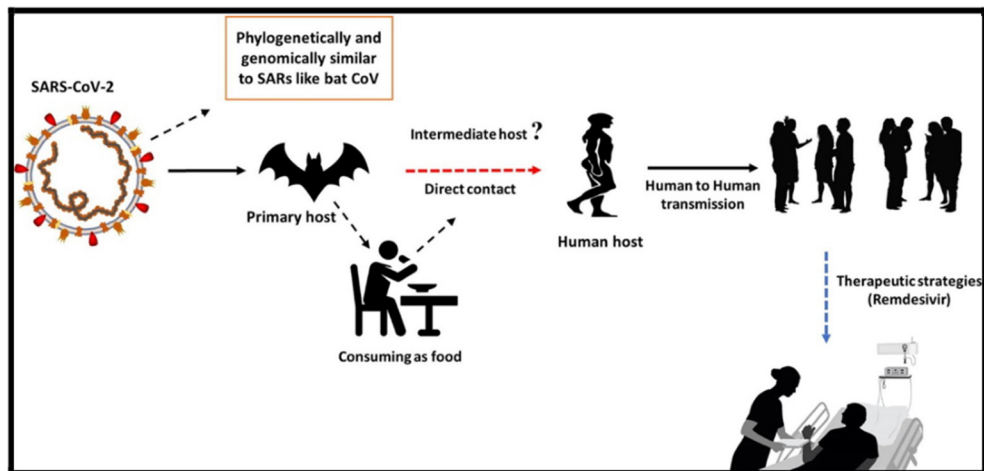 Phylogenetically and
genomically similar
to SARs like bat CoV
SARS-CoV-2
Intermediate host ?
Direct contact
Primary host
Human to Human
transmission
Human host
Therapeutic strategies
(Remdesivir)
Consuming as food